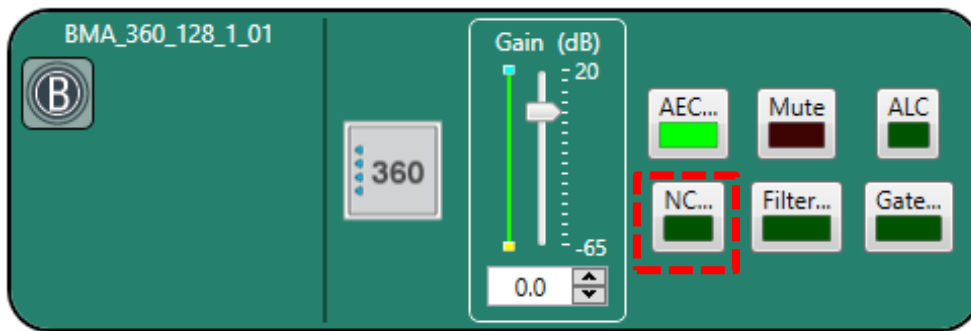 BMA_360_128_1_01
B
360
Gain (dB)
20
-65
0.0
AEC...
Mute
ALC
NC...
Filter...
Gate...